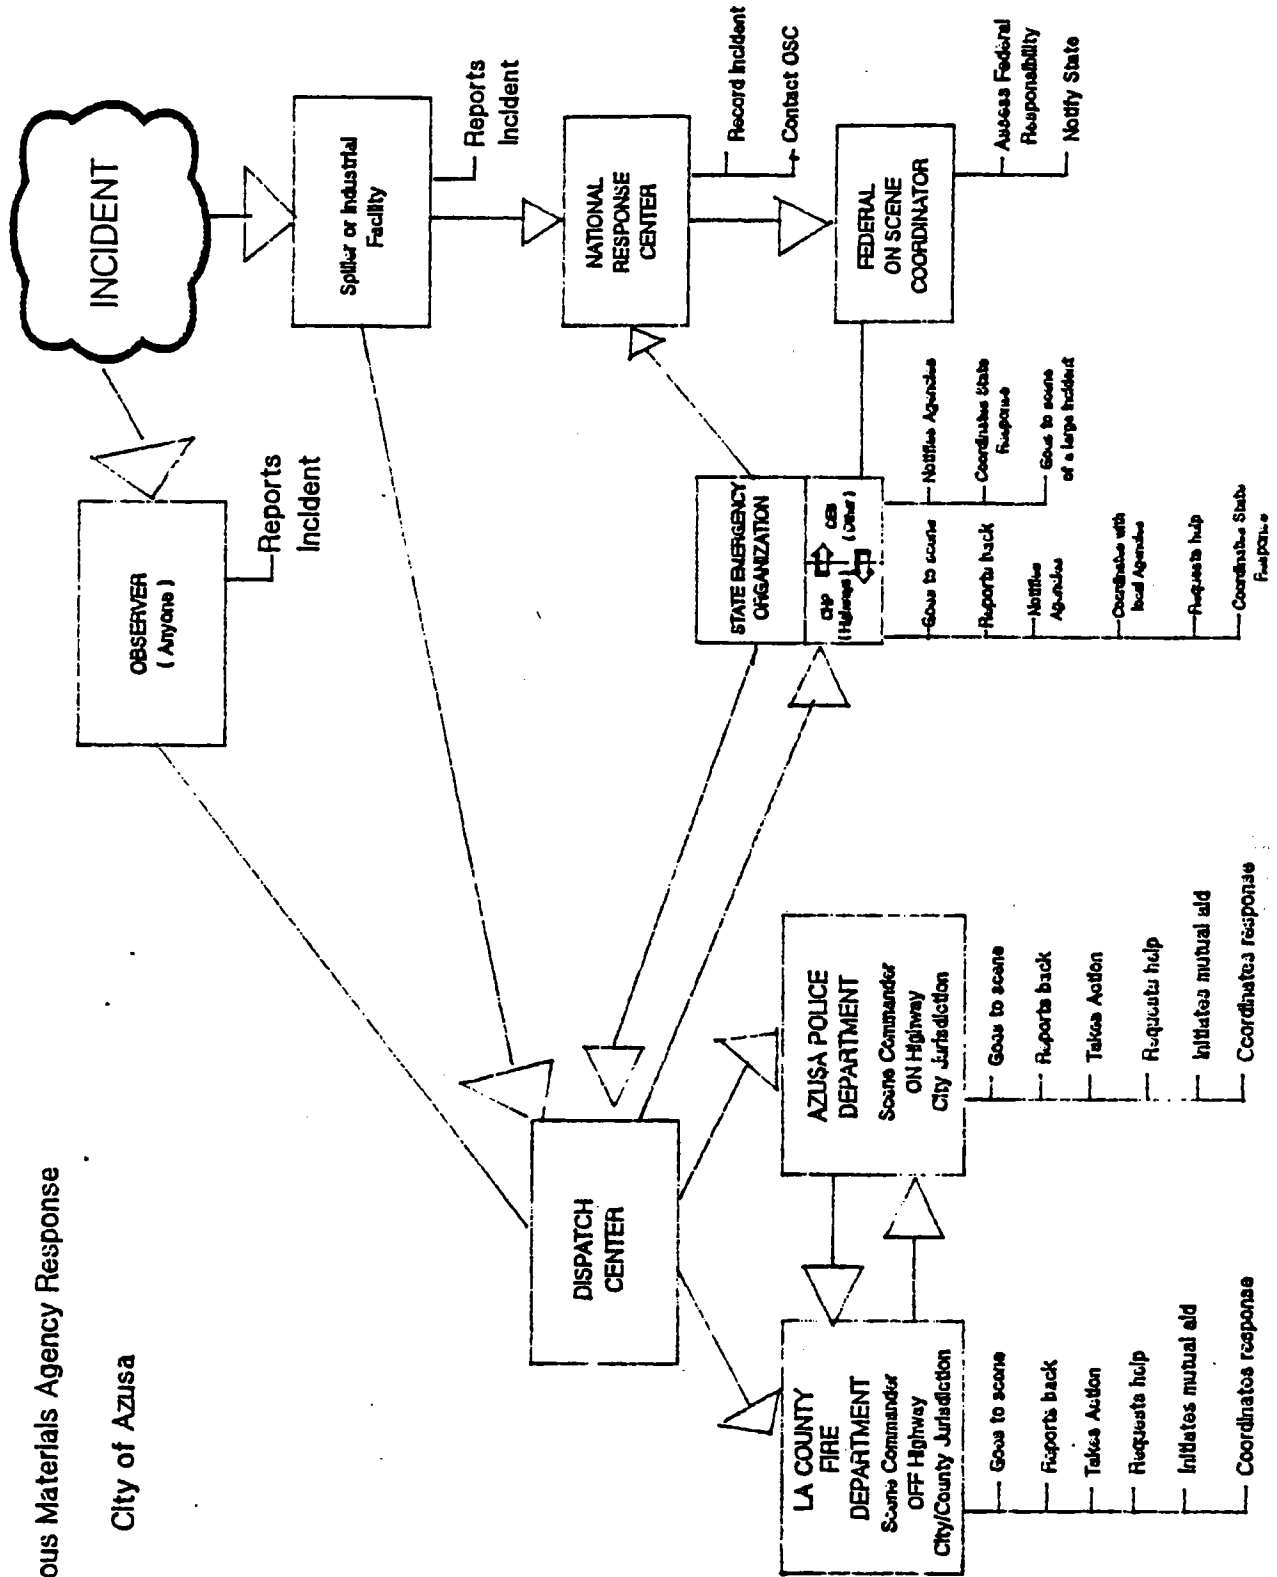 ous Materials Agency Response
City of Azusa
INCIDENT
OBSERVER
( Anyone )
Reports
Incident
Spiller or Industrial
Facility
Reports
Incident
NATIONAL
RESPONSE
CENTER
Record Incident
Contact OSC
FEDERAL
ON SCENE
COORDINATOR
Assess Federal
Responsibility
Notify State
STATE EMERGENCY
ORGANIZATION
CHP
( Highways )
( Other )
Notifies Agencies
Coordinates State
Response
Goes to scene
of a large incident
Goes to scene
Reports back
Notifies
Agencies
Coordinates with
local Agencies
Requests help
Coordinates State
Response
DISPATCH
CENTER
LA COUNTY
FIRE
DEPARTMENT
Scene Commander
OFF Highway
City/County Jurisdiction
Goes to scene
Reports back
Takes Action
Requests help
Initiates mutual aid
Coordinates response
AZUSA POLICE
DEPARTMENT
Scene Commander
ON Highway
City Jurisdiction
Goes to scene
Reports back
Takes Action
Requests help
Initiates mutual aid
Coordinates response